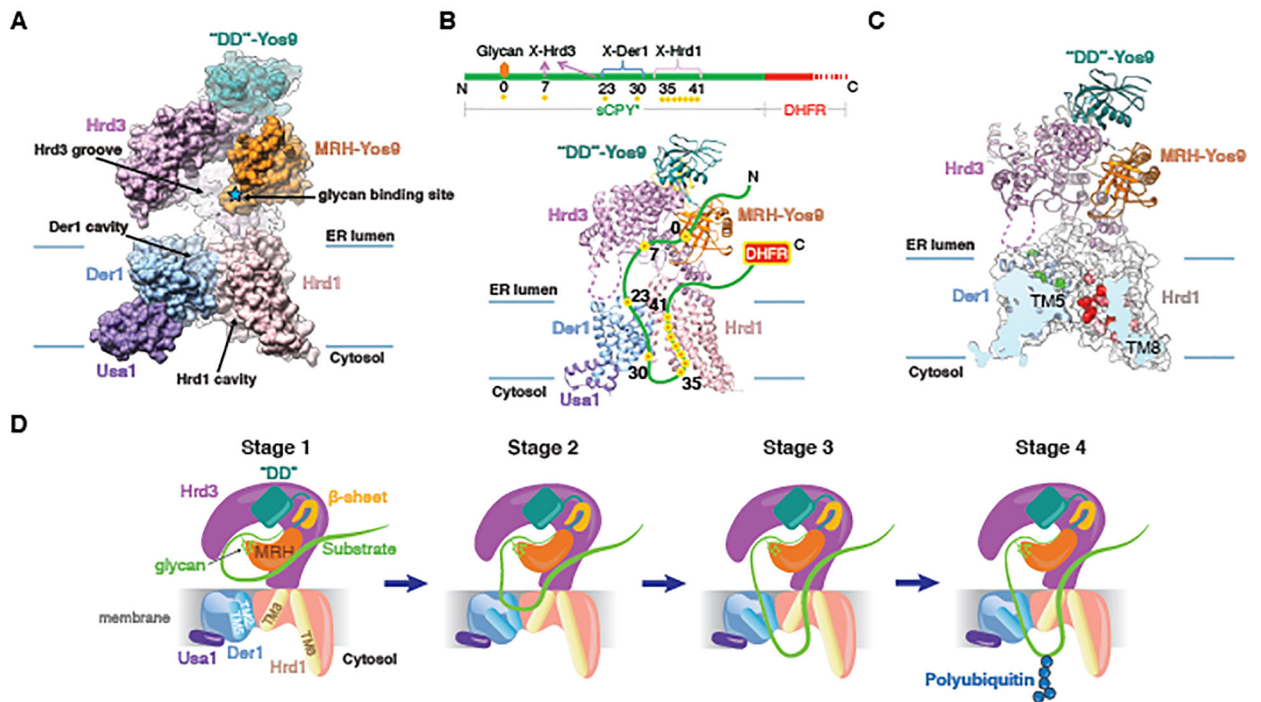 A
"DD"-Yos9
Hrd3
Hrd3 groove
MRH-Yos9
glycan binding site
Der1 cavity
ER lumen
Der1
Hrd1
Usa1
Cytosol
Hrd1 cavity
B
Glycan X-Hrd3 X-Der1 X-Hrd1
N 0 7 23 30 35 41 C
sCPY* DHFR
"DD"-Yos9
N
Hrd3
MRH-Yos9
0
7
C
DHFR
ER lumen
23 41
Der1
Hrd1
30
35
Cytosol
Usa1
C
"DD"-Yos9
Hrd3
MRH-Yos9
ER lumen
Der1
TM5
Hrd1
TM8
Cytosol
D
Stage 1 Stage 2 Stage 3 Stage 4
"DD"
Hrd3
β-sheet
MRH
Substrate
glycan
membrane
TM5
TM8
Usa1
Der1
Hrd1
Cytosol
Polyubiquitin